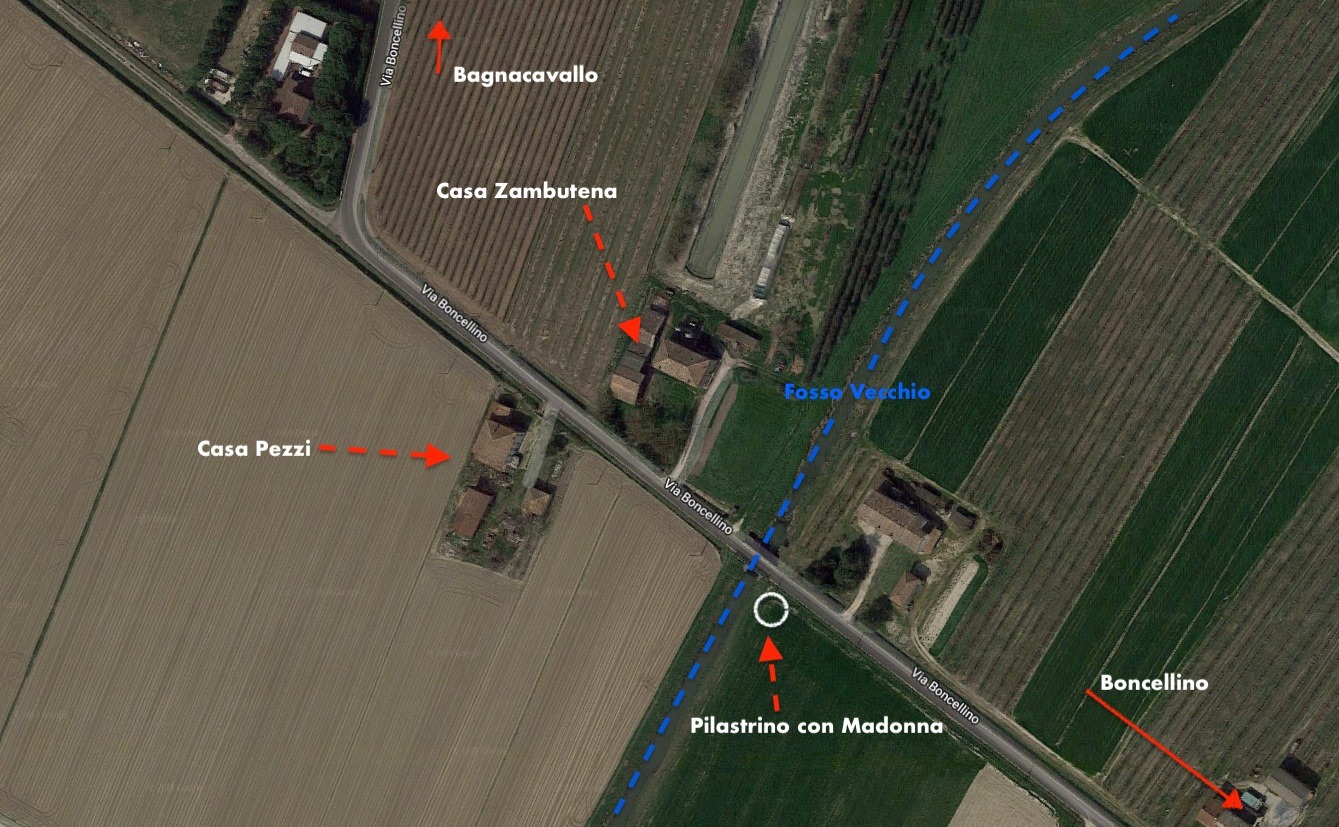 Via Boncellino
Bagnacavallo
Casa Zambutena
Via Boncellino
Fosso Vecchio
Casa Pezzi
Via Boncellino
Via Boncellino
Boncellino
Pilastrino con Madonna